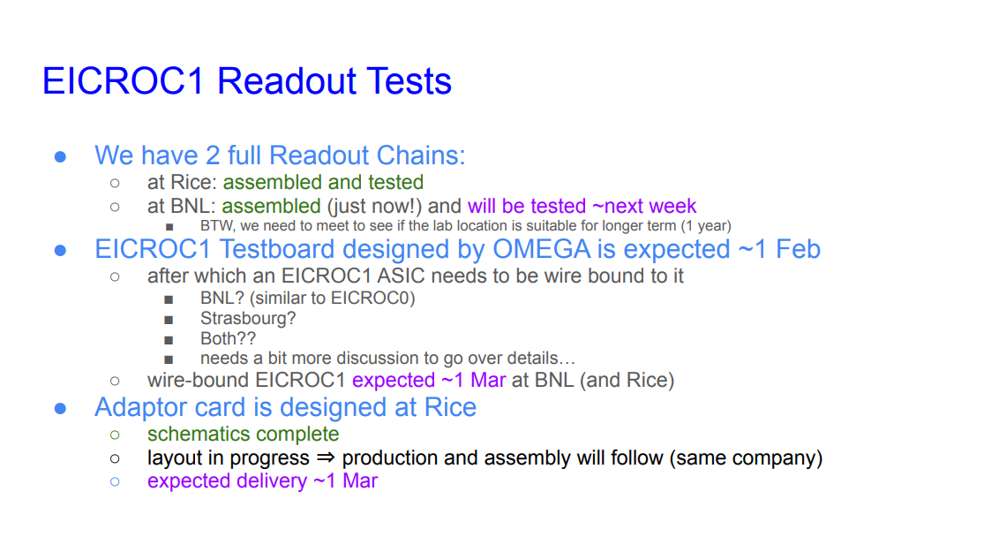 EICROC1 Readout Tests
● We have 2 full Readout Chains:
○ at Rice: assembled and tested
○ at BNL: assembled (just now!) and will be tested ~next week
■ BTW, we need to meet to see if the lab location is suitable for longer term (1 year)
● EICROC1 Testboard designed by OMEGA is expected ~1 Feb
○ after which an EICROC1 ASIC needs to be wire bound to it
■ BNL? (similar to EICROC0)
■ Strasbourg?
■ Both??
■ needs a bit more discussion to go over details…
○ wire-bound EICROC1 expected ~1 Mar at BNL (and Rice)
● Adaptor card is designed at Rice
○ schematics complete
○ layout in progress ⇒ production and assembly will follow (same company)
○ expected delivery ~1 Mar